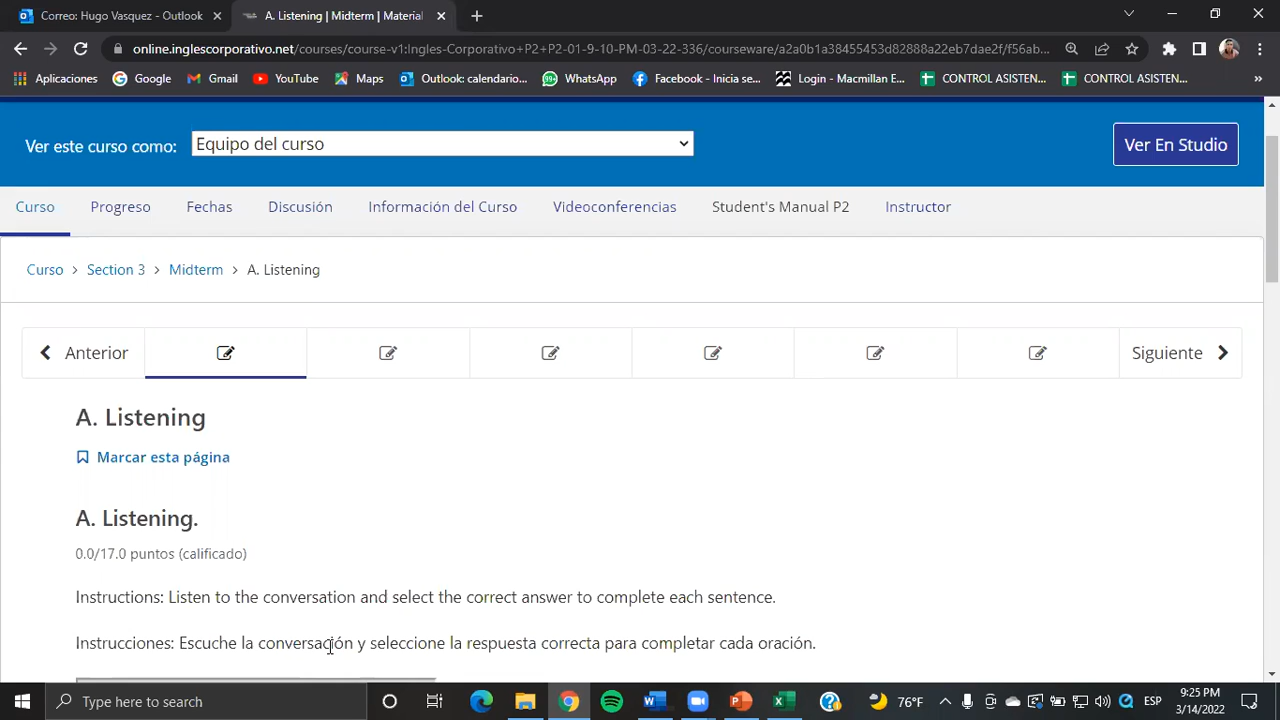 Correo: Hugo Vasquez - Outlook
A. Listening | Midterm | Material
online.inglescorporativo.net/courses/course-v1:Ingles-Corporativo+P2+P2-01-9-10-PM-03-22-336/courseware/a2a0b1a38455453d82888a22eb7dae2f/f56ab...
Aplicaciones Google Gmail YouTube Maps Outlook: calendario... WhatsApp Facebook - Inicia se... Login - Macmillan E... CONTROL ASISTEN... CONTROL ASISTEN... »
Ver este curso como: Equipo del curso Ver En Studio
Curso Progreso Fechas Discusión Información del Curso Videoconferencias Student's Manual P2 Instructor
Curso > Section 3 > Midterm > A. Listening
Anterior Siguiente
A. Listening
Marcar esta página
A. Listening.
0.0/17.0 puntos (calificado)
Instructions: Listen to the conversation and select the correct answer to complete each sentence.
Instrucciones: Escuche la conversación y seleccione la respuesta correcta para completar cada oración.
Type here to search
99+
76°F
ESP
9:25 PM
3/14/2022